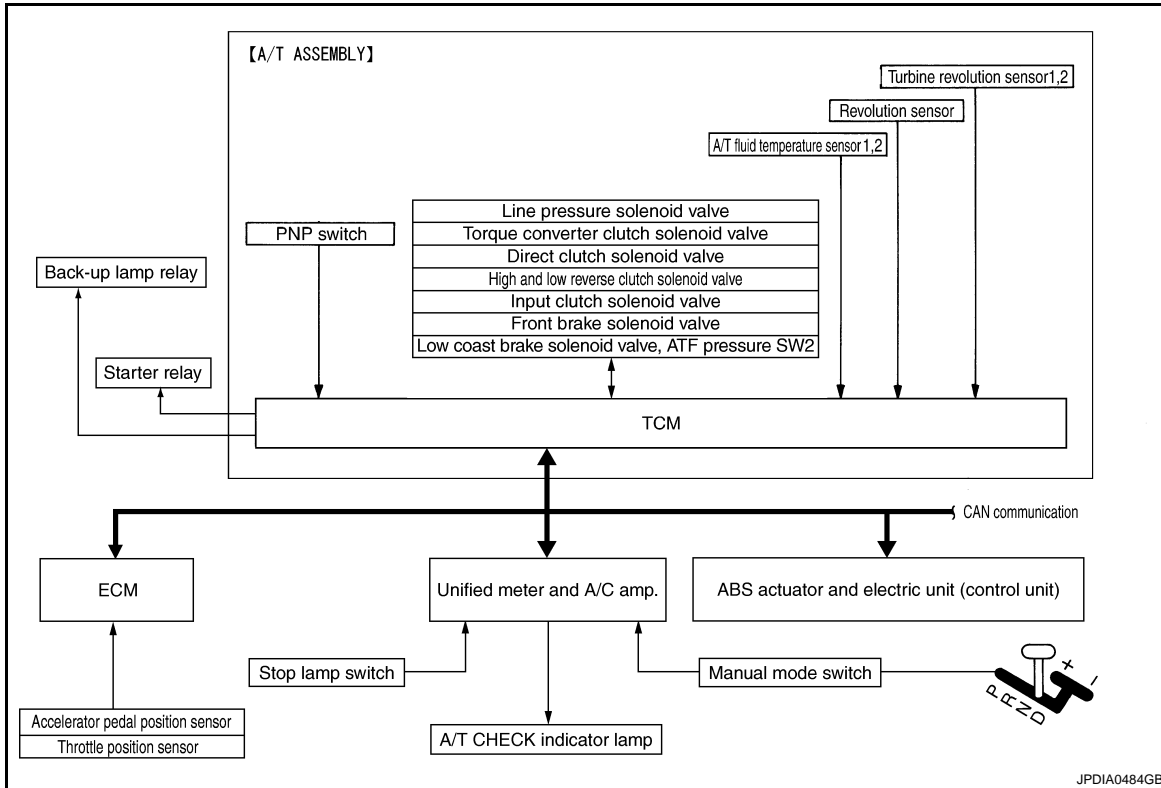 【A/T ASSEMBLY】
Turbine revolution sensor1,2
Revolution sensor
A/T fluid temperature sensor1,2
Line pressure solenoid valve
Torque converter clutch solenoid valve
Direct clutch solenoid valve
High and low reverse clutch solenoid valve
Input clutch solenoid valve
Front brake solenoid valve
Low coast brake solenoid valve, ATF pressure SW2
PNP switch
Back-up lamp relay
Starter relay
TCM
CAN communication
ECM
Unified meter and A/C amp.
ABS actuator and electric unit (control unit)
Stop lamp switch
Manual mode switch
P R N D + -
Accelerator pedal position sensor
Throttle position sensor
A/T CHECK indicator lamp
JPDIA0484GB